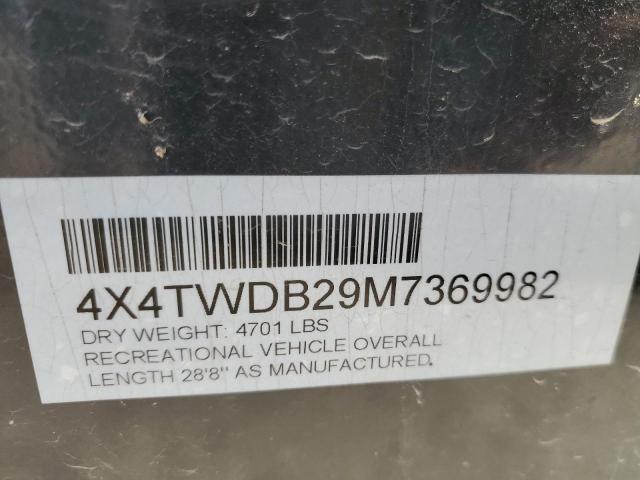 4X4TWDB29M7369982
DRY WEIGHT: 4701 LBS
RECREATIONAL VEHICLE OVERALL
LENGTH 28'8" AS MANUFACTURED.